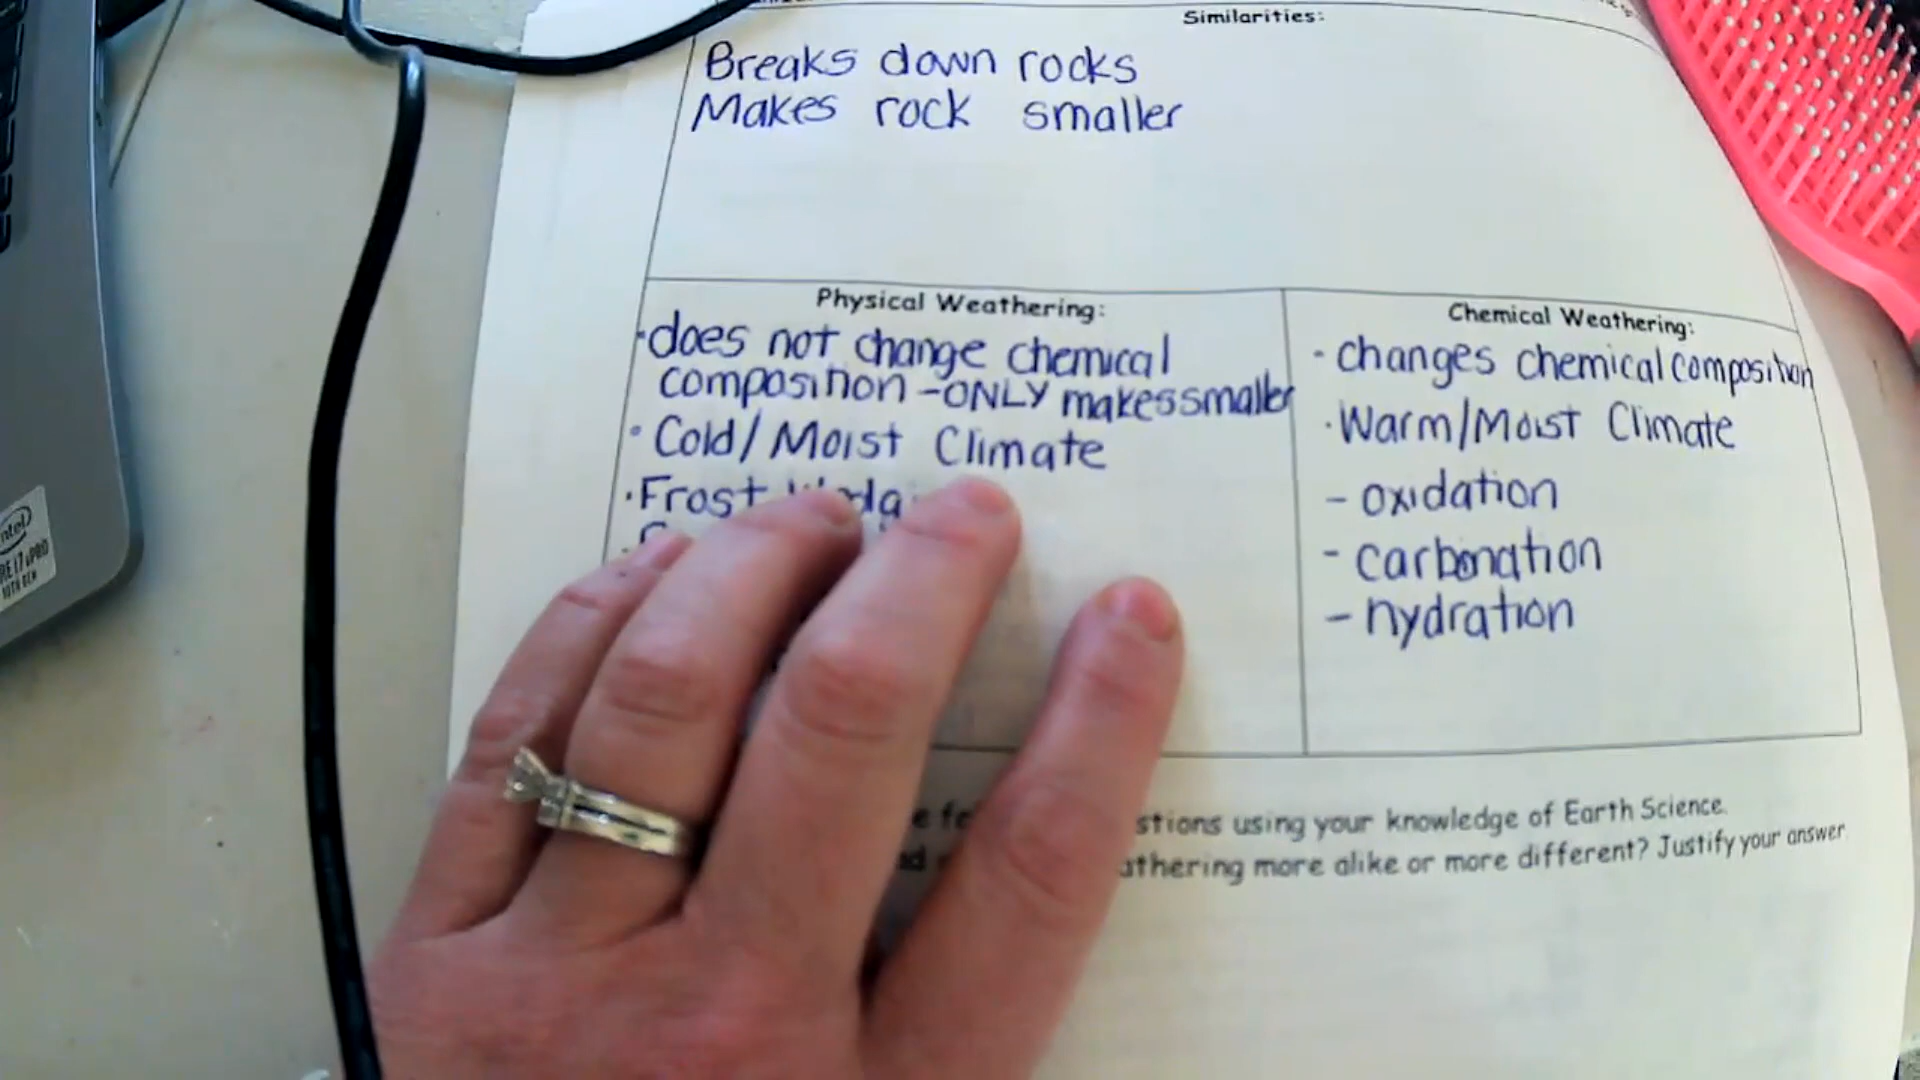 Similarities:
Breaks down rocks
Makes rock smaller
Physical Weathering:
·does not change chemical
composition - ONLY makes smaller
· Cold/Moist Climate
·Frost
Chemical Weathering:
- changes chemical composition
·Warm/Moist Climate
- oxidation
- carbonation
- hydration
stions using your knowledge of Earth Science.
athering more alike or more different? Justify your answer
intel